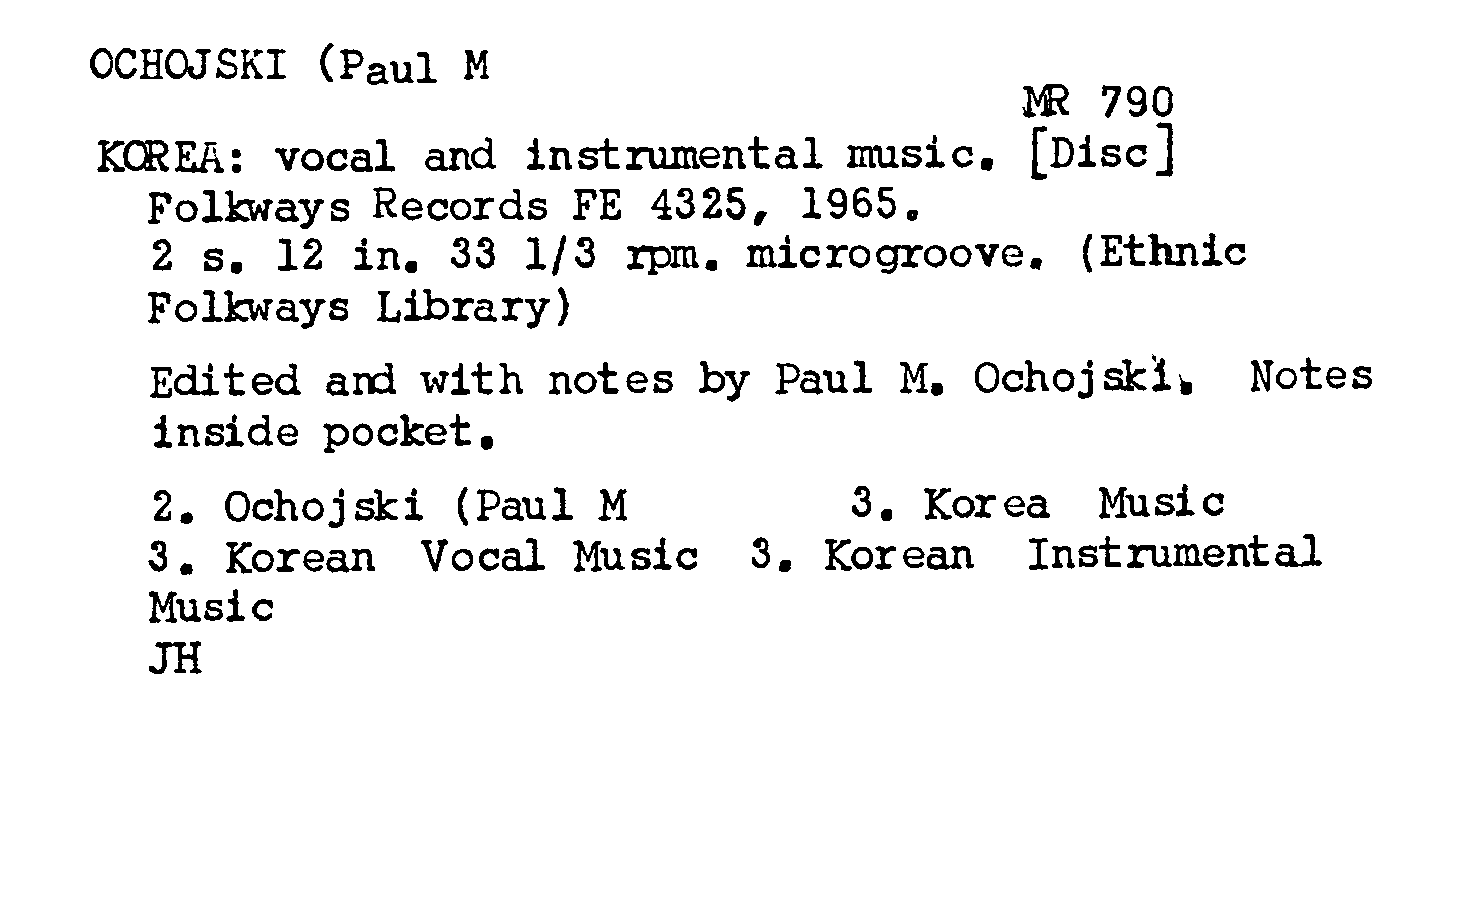 OCHOJSKI (Paul M
MR 790
KOREA: vocal and instrumental music. [Disc]
Folkways Records FE 4325, 1965.
2 s. 12 in. 33 1/3 rpm. microgroove. (Ethnic
Folkways Library)
Edited and with notes by Paul M. Ochojski. Notes
inside pocket.
2. Ochojski (Paul M 3. Korea Music
3. Korean Vocal Music 3. Korean Instrumental
Music
JH